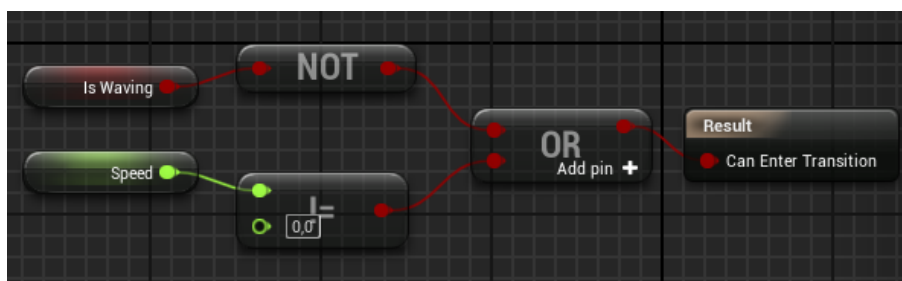 Is Waving
NOT
Speed
!=
0,0
OR
Add pin +
Result
Can Enter Transition